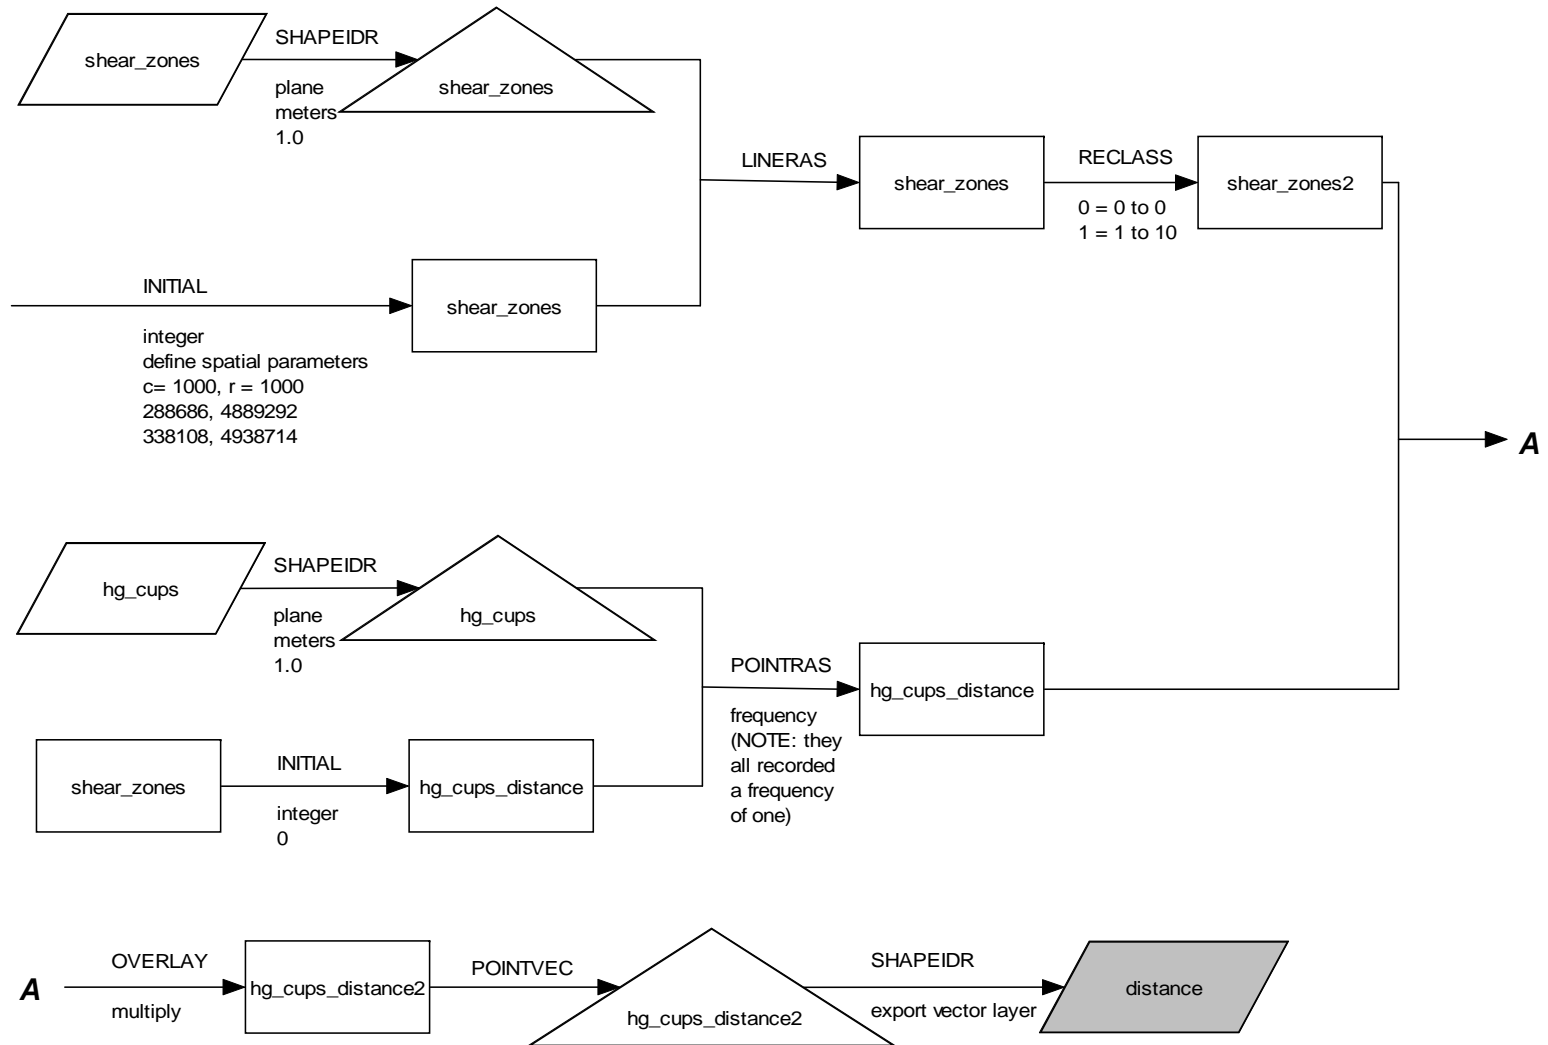 shear_zones
SHAPEIDR
plane
meters
1.0
shear_zones
LINERAS
shear_zones
RECLASS
0 = 0 to 0
1 = 1 to 10
shear_zones2
INITIAL
integer
define spatial parameters
c= 1000, r = 1000
288686, 4889292
338108, 4938714
shear_zones
A
hg_cups
SHAPEIDR
plane
meters
1.0
hg_cups
POINTRAS
frequency
(NOTE: they
all recorded
a frequency
of one)
hg_cups_distance
shear_zones
INITIAL
integer
0
hg_cups_distance
A
OVERLAY
multiply
hg_cups_distance2
POINTVEC
hg_cups_distance2
SHAPEIDR
export vector layer
distance